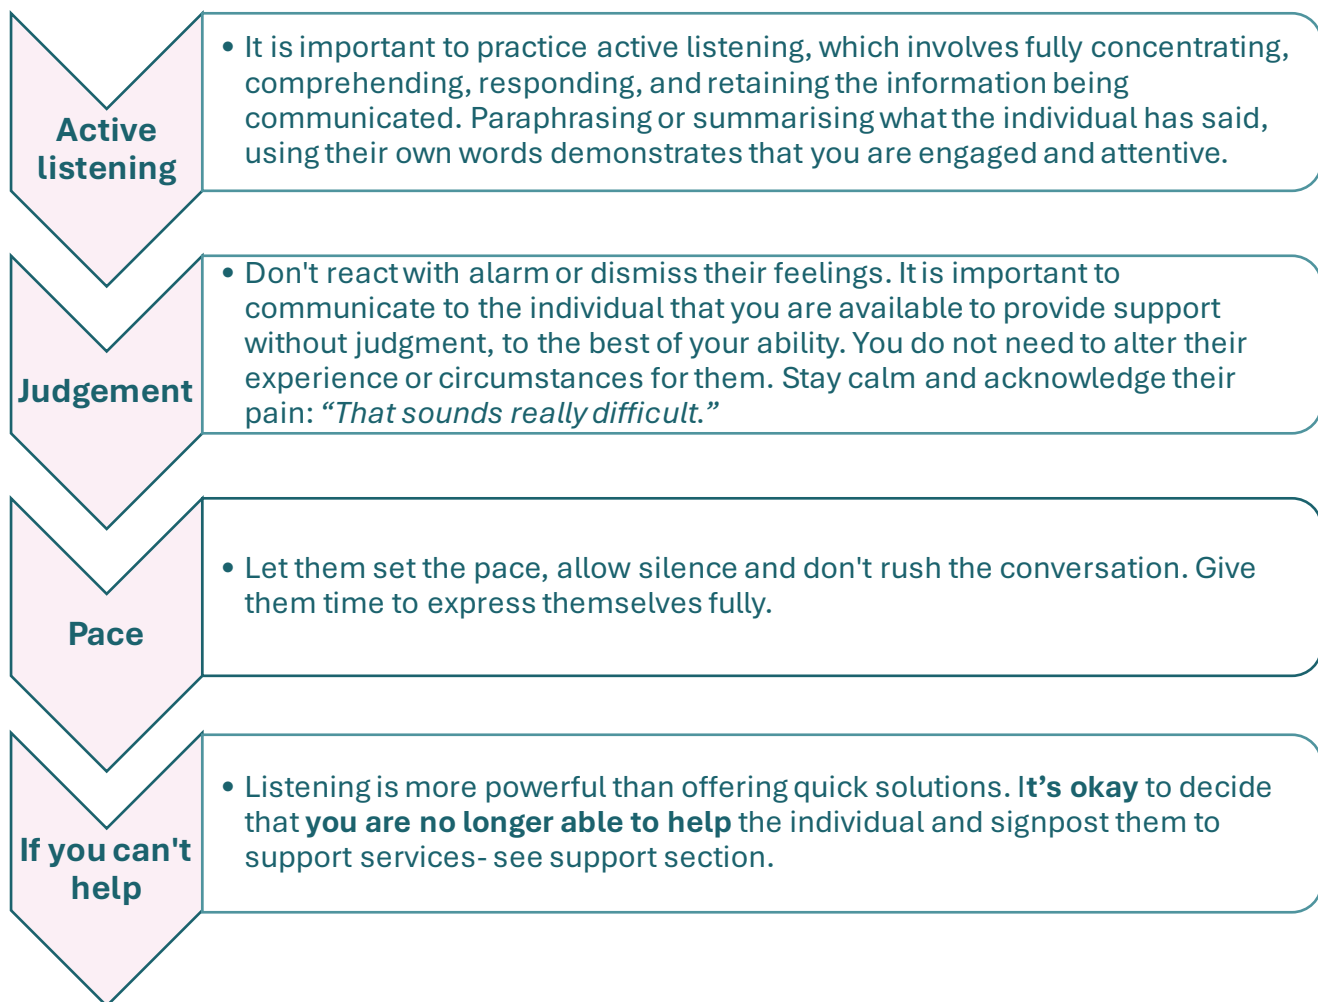 Active
listening
• It is important to practice active listening, which involves fully concentrating,
comprehending, responding, and retaining the information being
communicated. Paraphrasing or summarising what the individual has said,
using their own words demonstrates that you are engaged and attentive.
Judgement
• Don't react with alarm or dismiss their feelings. It is important to
communicate to the individual that you are available to provide support
without judgment, to the best of your ability. You do not need to alter their
experience or circumstances for them. Stay calm and acknowledge their
pain: “That sounds really difficult.”
Pace
• Let them set the pace, allow silence and don't rush the conversation. Give
them time to express themselves fully.
If you can't
help
• Listening is more powerful than offering quick solutions. It’s okay to decide
that you are no longer able to help the individual and signpost them to
support services- see support section.